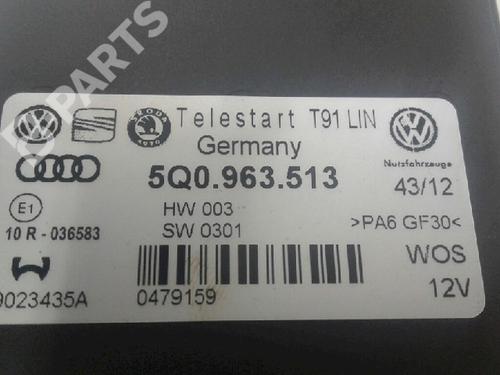 B PARTS
SKODA
AUTO
Telestart T91 LIN
Germany
Nutzfahrzeuge
5Q0.963.513
43/12
E1
HW 003
>PA6 GF30<
10 R - 036583
SW 0301
WOS
9023435A
0479159
12V